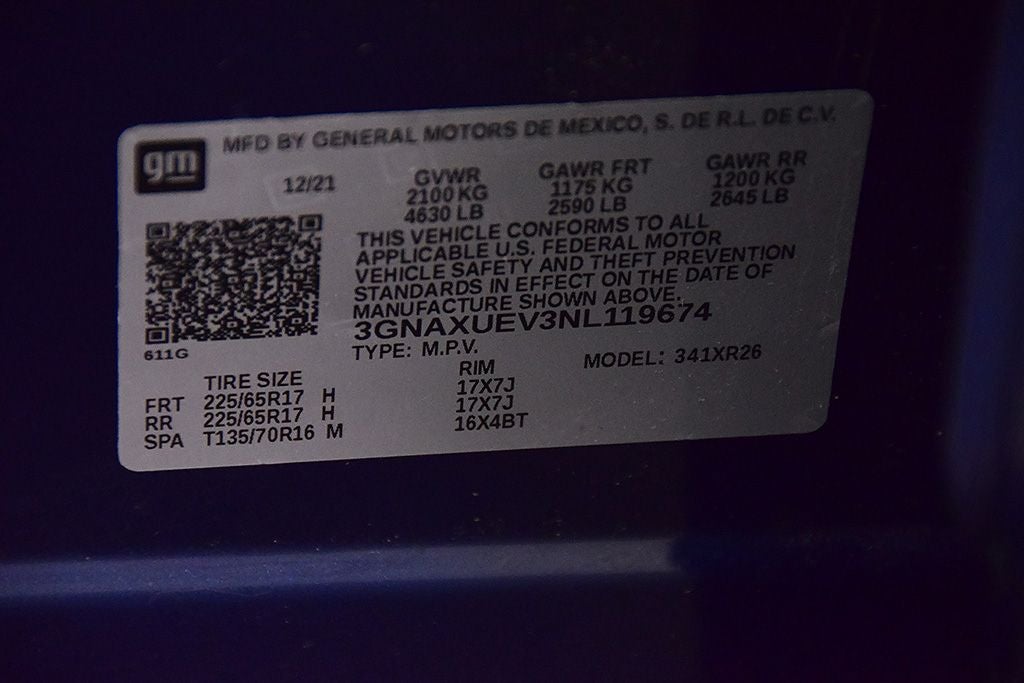 gm
MFD BY GENERAL MOTORS DE MEXICO, S. DE R.L. DE C.V.
12/21 GVWR GAWR FRT GAWR RR
2100 KG 1175 KG 1200 KG
4630 LB 2590 LB 2645 LB
THIS VEHICLE CONFORMS TO ALL
APPLICABLE U.S. FEDERAL MOTOR
VEHICLE SAFETY AND THEFT PREVENTION
STANDARDS IN EFFECT ON THE DATE OF
MANUFACTURE SHOWN ABOVE.
3GNAXUEV3NL119674
611G
TYPE: M.P.V. MODEL: 341XR26
TIRE SIZE RIM
FRT 225/65R17 H 17X7J
RR 225/65R17 H 17X7J
SPA T135/70R16 M 16X4BT